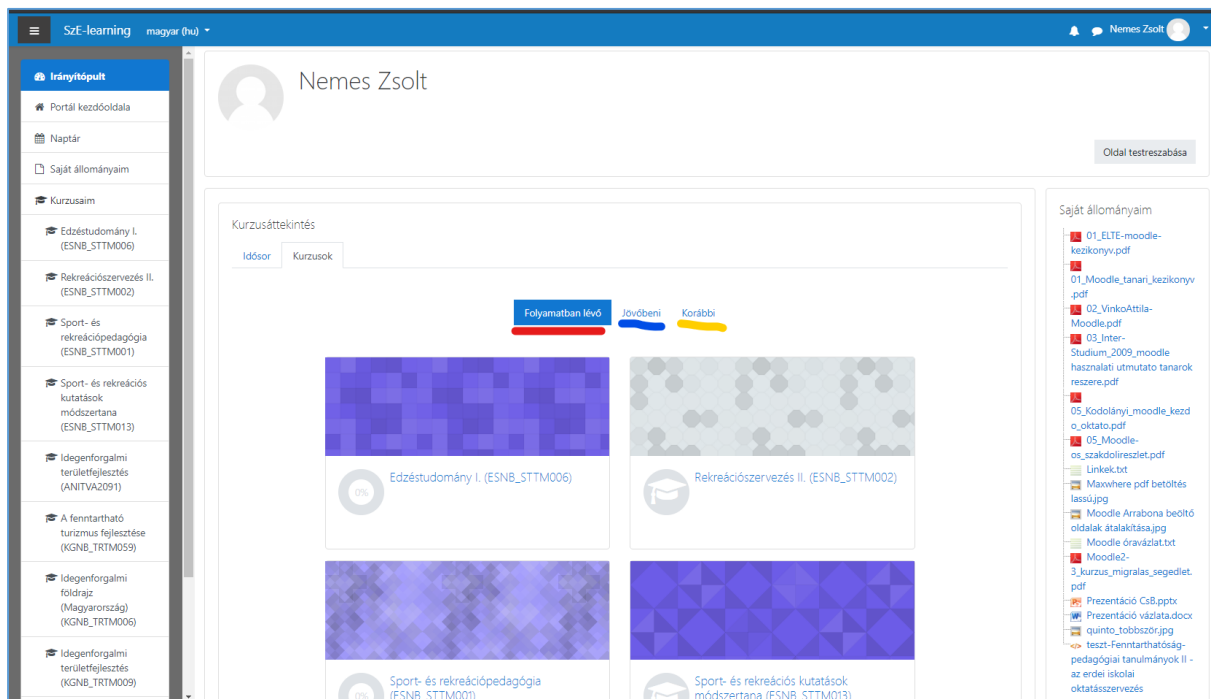 SzE-learning magyar (hu)
Nemes Zsolt
Irányítópult
Portál kezdőoldala
Naptár
Saját állományaim
Kurzusaim
Edzéstudomány I.
(ESNB_STTM006)
Rekreációszervezés II.
(ESNB_STTM002)
Sport- és
rekreációpedagógia
(ESNB_STTM001)
Sport- és rekreációs
kutatások
módszertana
(ESNB_STTM013)
Idegenforgalmi
területfejlesztés
(ANITVA2091)
A fenntartható
turizmus fejlesztése
(KGNB_TRTM059)
Idegenforgalmi
földrajz
(Magyarország)
(KGNB_TRTM006)
Idegenforgalmi
területfejlesztés
(KGNB_TRTM009)
Nemes Zsolt
Oldal testreszabása
Kurzusáttekintés
Idősor Kurzusok
Folyamatban lévő Jövőbeni Korábbi
0%
Edzéstudomány I. (ESNB_STTM006)
Rekreációszervezés II. (ESNB_STTM002)
0%
Sport- és rekreációpedagógia
(ESNB_STTM001)
Sport- és rekreációs kutatások
módszertana (ESNB_STTM013)
Saját állományaim
01_ELTE-moodle-
kezikonyv.pdf
01_Moodle_tanari_kezikonyv
.pdf
02_VinkoAttila-
Moodle.pdf
03_Inter-
Studium_2009_moodle
hasznalati utmutato tanarok
reszere.pdf
05_Kodolányi_moodle_kezd
o_oktato.pdf
05_Moodle-
os_szakdolireszlet.pdf
Linkek.txt
Maxwhere pdf betöltés
lassú.jpg
Moodle Arrabona beöltő
oldalak átalakítása.jpg
Moodle óravázlat.txt
Moodle2-
3_kurzus_migralas_segedlet.
pdf
Prezentáció CsB.pptx
Prezentáció vázlata.docx
quinto_tobbször.jpg
teszt-Fenntarthatóság-
pedagógiai tanulmányok II -
az erdei iskolai
oktatásszervezés